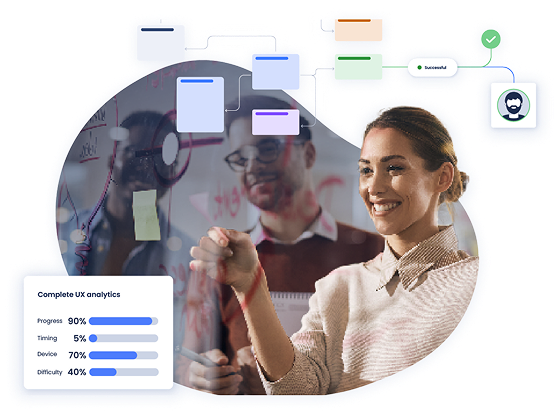 Successful
Complete UX analytics
Progress 90%
Timing 5%
Device 70%
Difficulty 40%